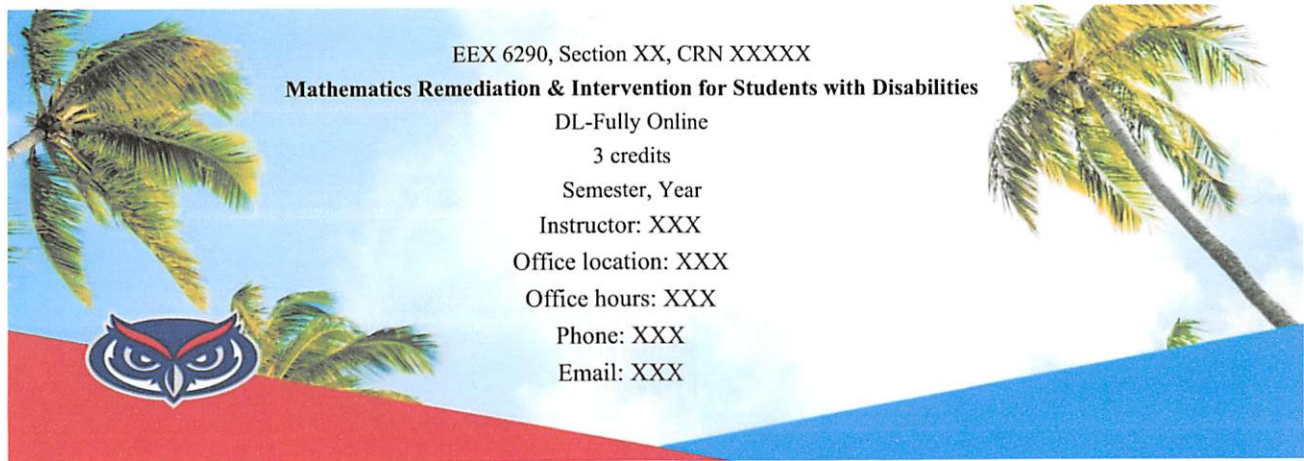 EEX 6290, Section XX, CRN XXXXX
Mathematics Remediation & Intervention for Students with Disabilities
DL-Fully Online
3 credits
Semester, Year
Instructor: XXX
Office location: XXX
Office hours: XXX
Phone: XXX
Email: XXX